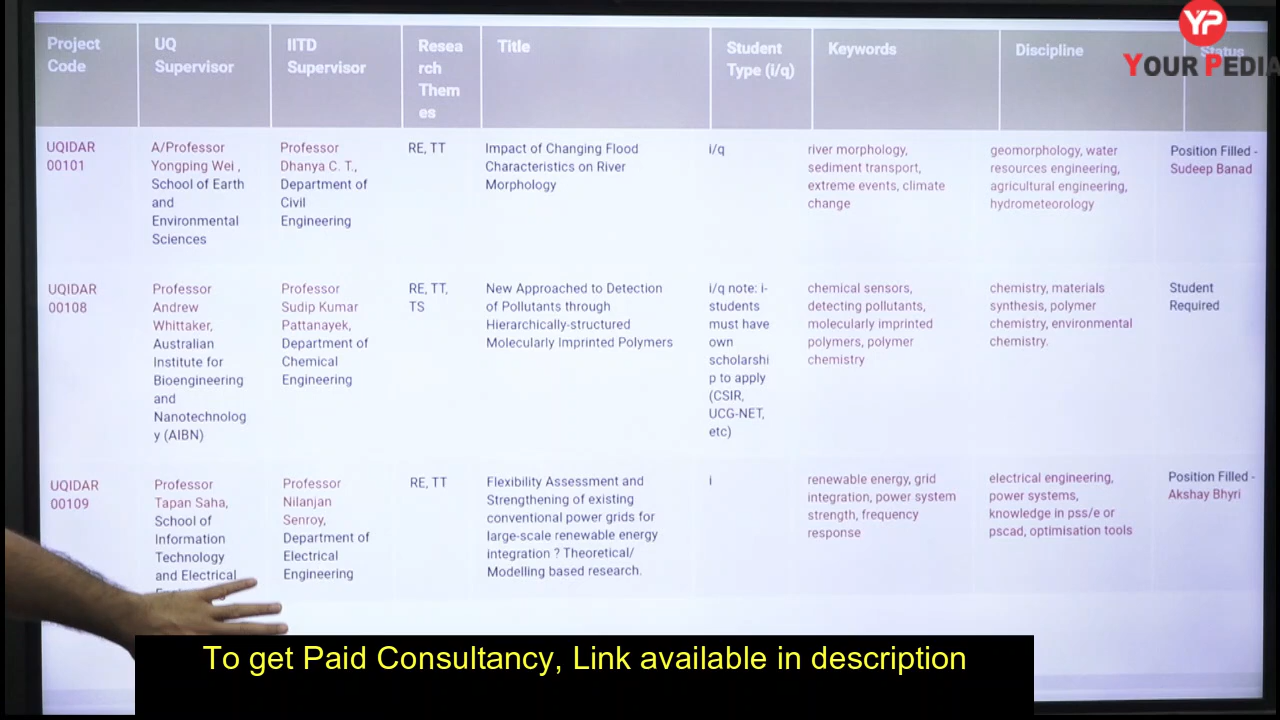 YP
YOUR PEDIA
Project
Code
UQ
Supervisor
IITD
Supervisor
Resea
rch
Them
es
Title
Student
Type (i/q)
Keywords
Discipline
Status
UQIDAR
00101
A/Professor
Yongping Wei ,
School of Earth
and
Environmental
Sciences
Professor
Dhanya C. T.,
Department of
Civil
Engineering
RE, TT
Impact of Changing Flood
Characteristics on River
Morphology
i/q
river morphology,
sediment transport,
extreme events, climate
change
geomorphology, water
resources engineering,
agricultural engineering,
hydrometeorology
Position Filled -
Sudeep Banad
UQIDAR
00108
Professor
Andrew
Whittaker,
Australian
Institute for
Bioengineering
and
Nanotechnolog
y (AIBN)
Professor
Sudip Kumar
Pattanayek,
Department of
Chemical
Engineering
RE, TT,
TS
New Approached to Detection
of Pollutants through
Hierarchically-structured
Molecularly Imprinted Polymers
i/q note: i-
students
must have
own
scholarshi
p to apply
(CSIR,
UCG-NET,
etc)
chemical sensors,
detecting pollutants,
molecularly imprinted
polymers, polymer
chemistry
chemistry, materials
synthesis, polymer
chemistry, environmental
chemistry.
Student
Required
UQIDAR
00109
Professor
Tapan Saha,
School of
Information
Technology
and Electrical
Professor
Nilanjan
Senroy,
Department of
Electrical
Engineering
RE, TT
Flexibility Assessment and
Strengthening of existing
conventional power grids for
large-scale renewable energy
integration ? Theoretical/
Modelling based research.
i
renewable energy, grid
integration, power system
strength, frequency
response
electrical engineering,
power systems,
knowledge in pss/e or
pscad, optimisation tools
Position Filled -
Akshay Bhyri
To get Paid Consultancy, Link available in description